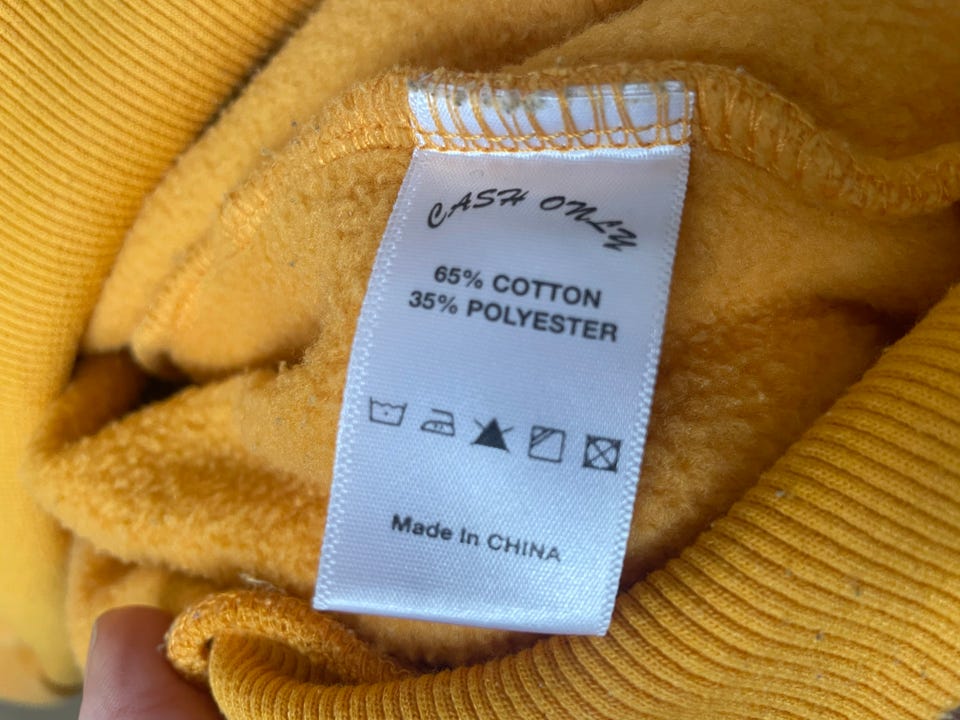 CASH ONLY
65% COTTON
35% POLYESTER
Made In CHINA